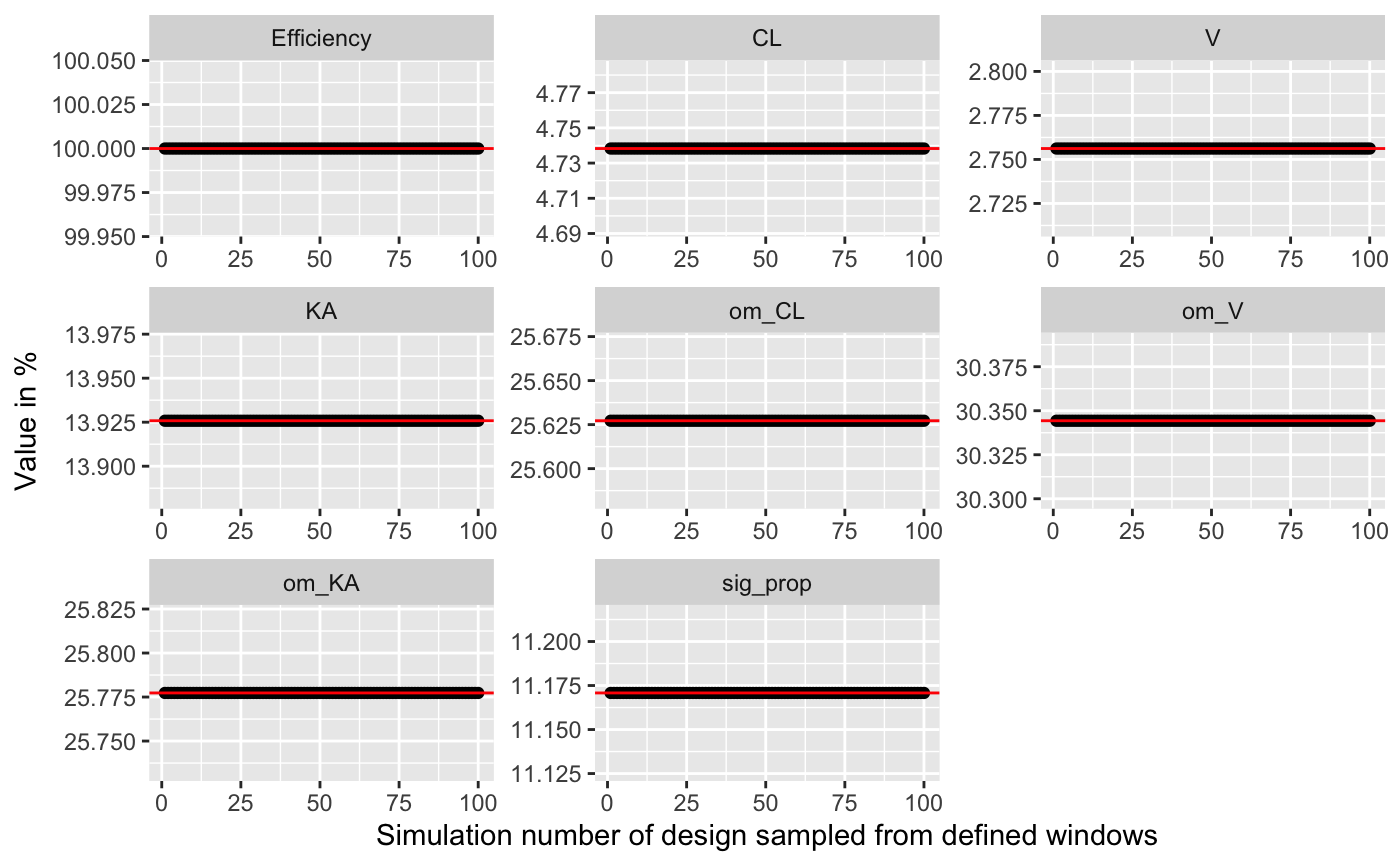 Efficiency
CL
V
100.050
100.025
100.000
99.975
99.950
4.77
4.75
4.73
4.71
4.69
2.800
2.775
2.750
2.725
0 25 50 75 100
0 25 50 75 100
0 25 50 75 100
KA
om_CL
om_V
13.975
13.950
13.925
13.900
25.675
25.650
25.625
25.600
30.375
30.350
30.325
30.300
0 25 50 75 100
0 25 50 75 100
0 25 50 75 100
Value in %
om_KA
sig_prop
25.825
25.800
25.775
25.750
11.200
11.175
11.150
11.125
0 25 50 75 100
0 25 50 75 100
Simulation number of design sampled from defined windows